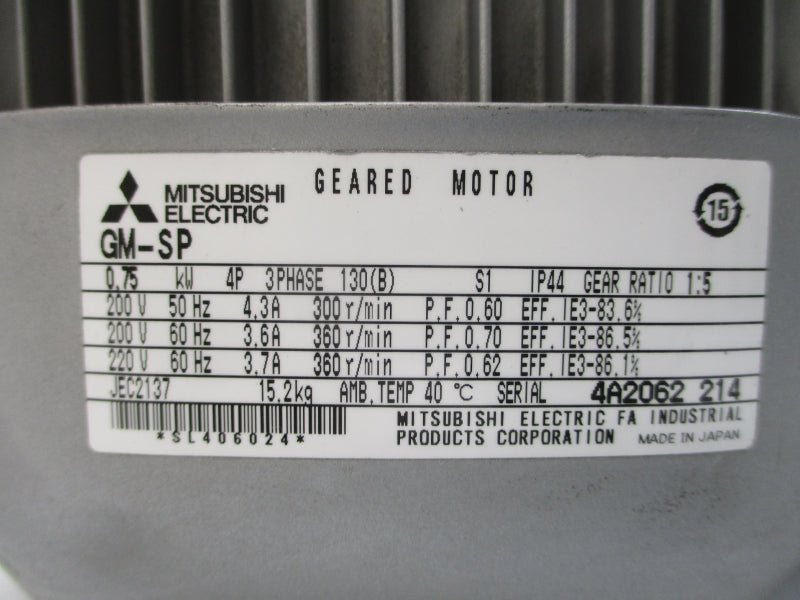 GEARED MOTOR
MITSUBISHI
ELECTRIC
15
GM-SP
0.75 kW 4P 3PHASE 130(B) S1 IP44 GEAR RATIO 1:5
200 V 50 Hz 4.3A 300 r/min P.F.0.60 EFF.IE3-83.6%
200 V 60 Hz 3.6A 360 r/min P.F.0.70 EFF.IE3-86.5%
220 V 60 Hz 3.7A 360 r/min P.F.0.62 EFF.IE3-86.1%
JEC2137 15.2kg AMB.TEMP 40 ℃ SERIAL 4A2062 214
*SL406024*
MITSUBISHI ELECTRIC FA INDUSTRIAL
PRODUCTS CORPORATION MADE IN JAPAN